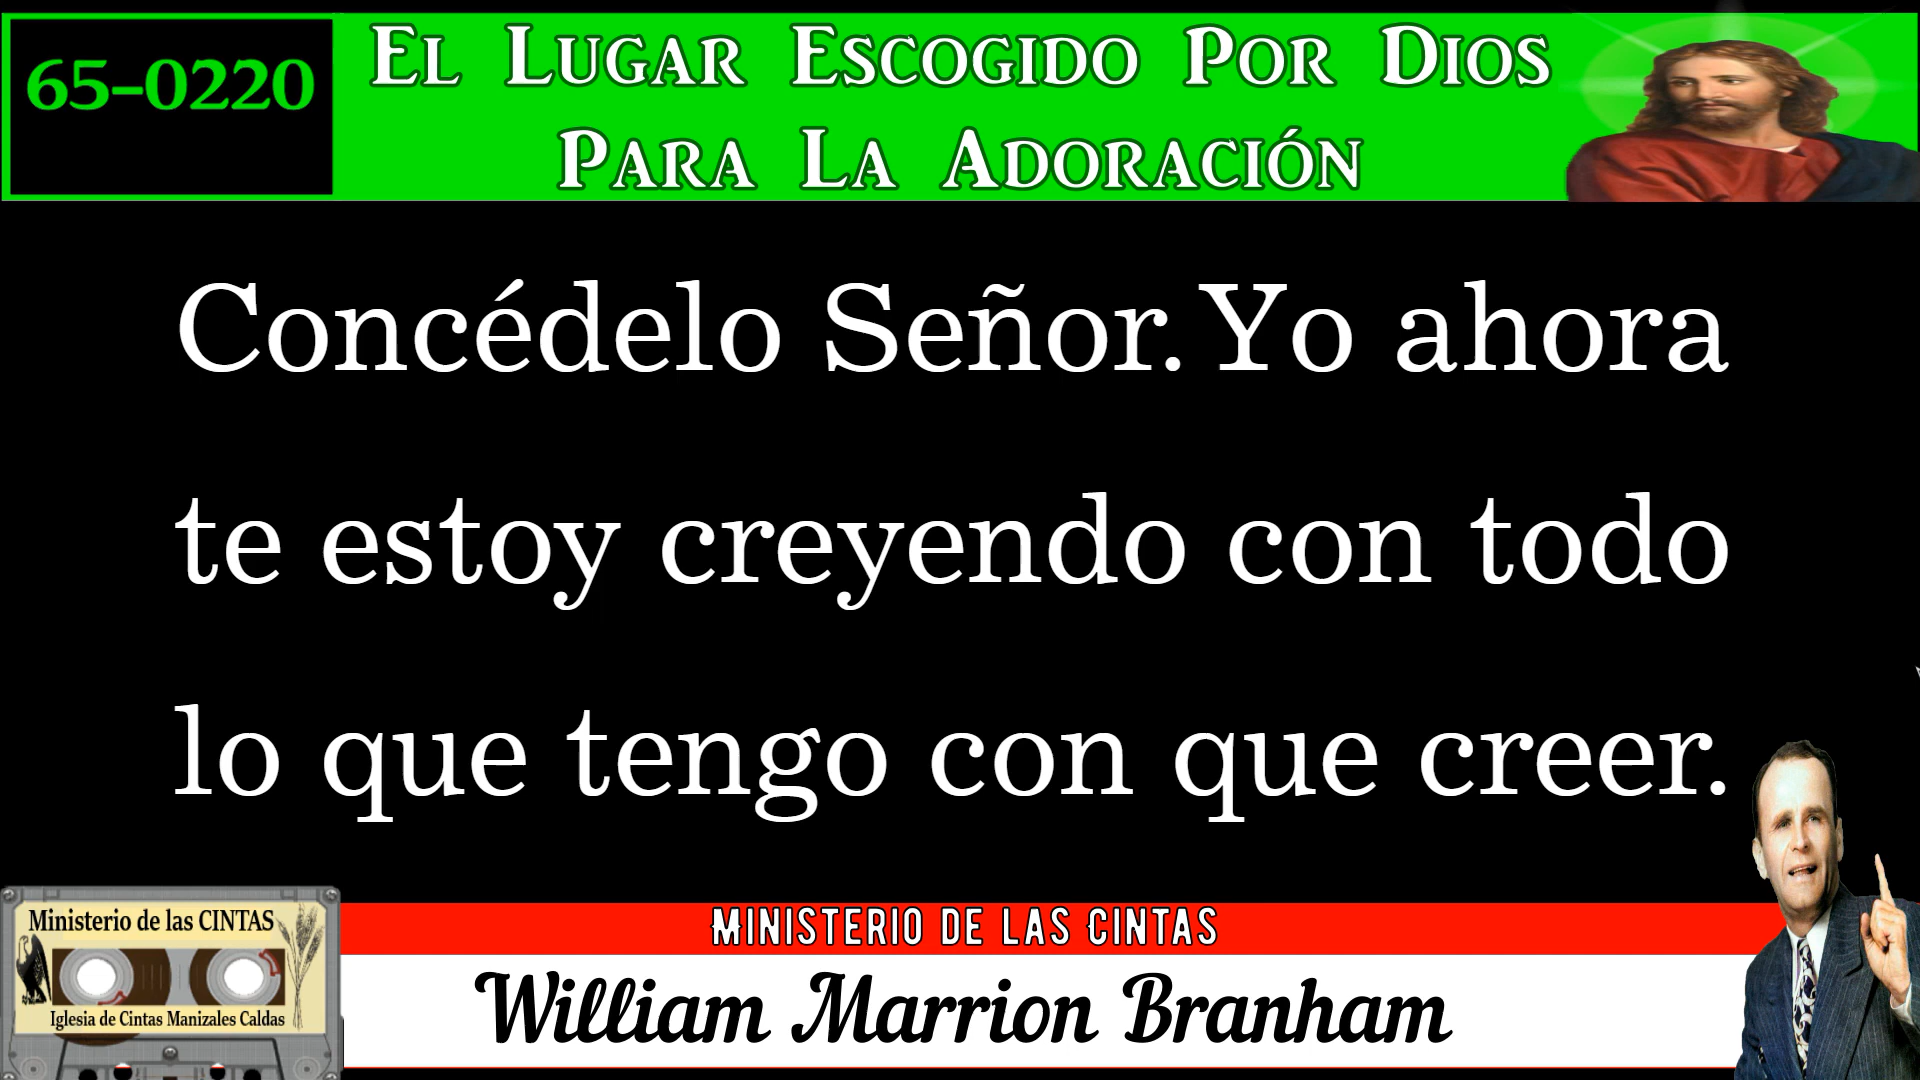 65-0220
El Lugar Escogido Por Dios
Para La Adoración
Concédelo Señor. Yo ahora
te estoy creyendo con todo
lo que tengo con que creer.
Ministerio de las CINTAS
Iglesia de Cintas Manizales Caldas
MINISTERIO DE LAS CINTAS
William Marrion Branham